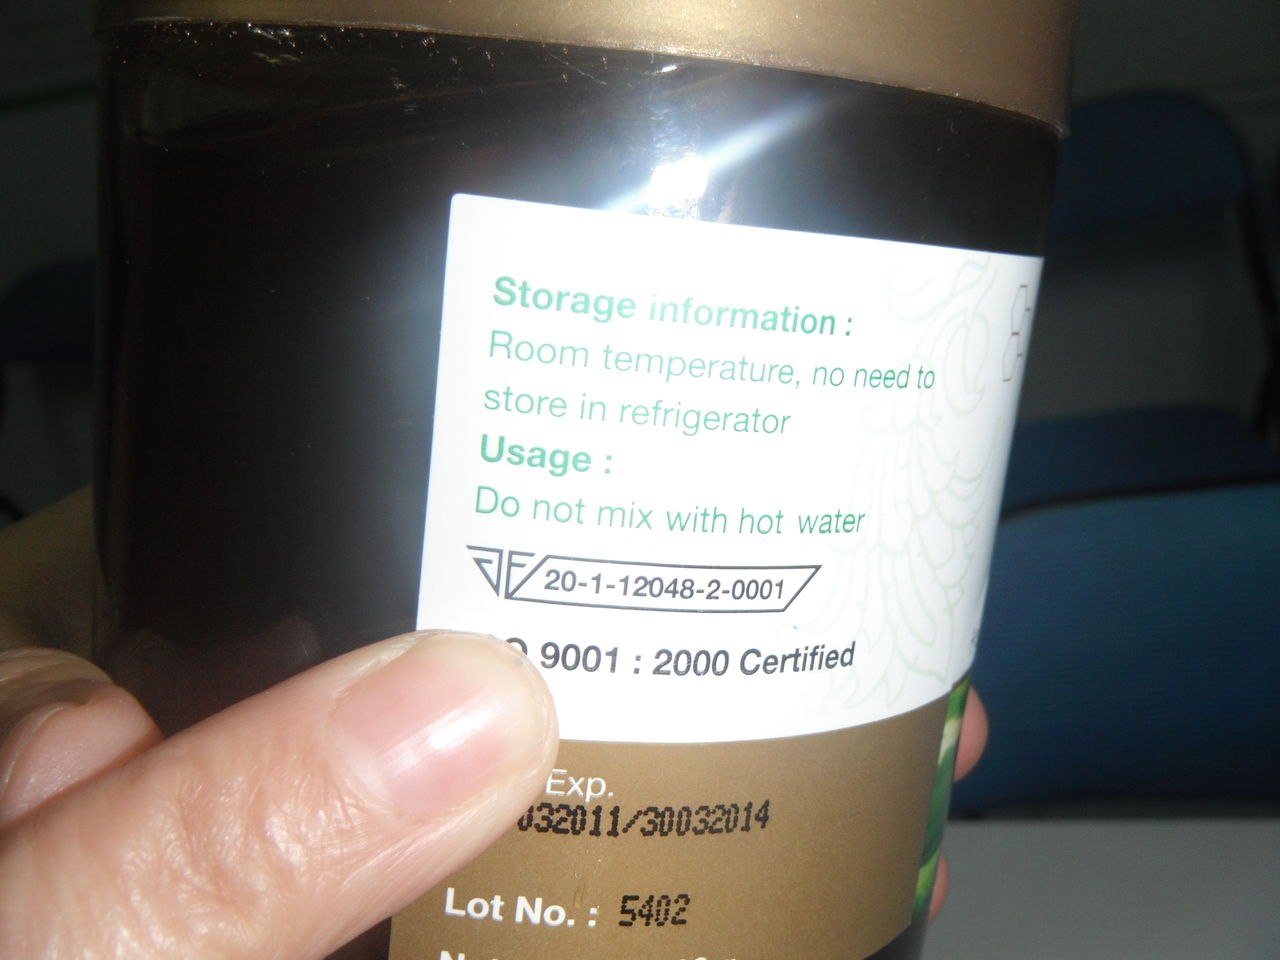 Storage information :
Room temperature, no need to
store in refrigerator
Usage :
Do not mix with hot water
20-1-12048-2-0001
9001 : 2000 Certified
Exp.
032011/30032014
Lot No. : 5402